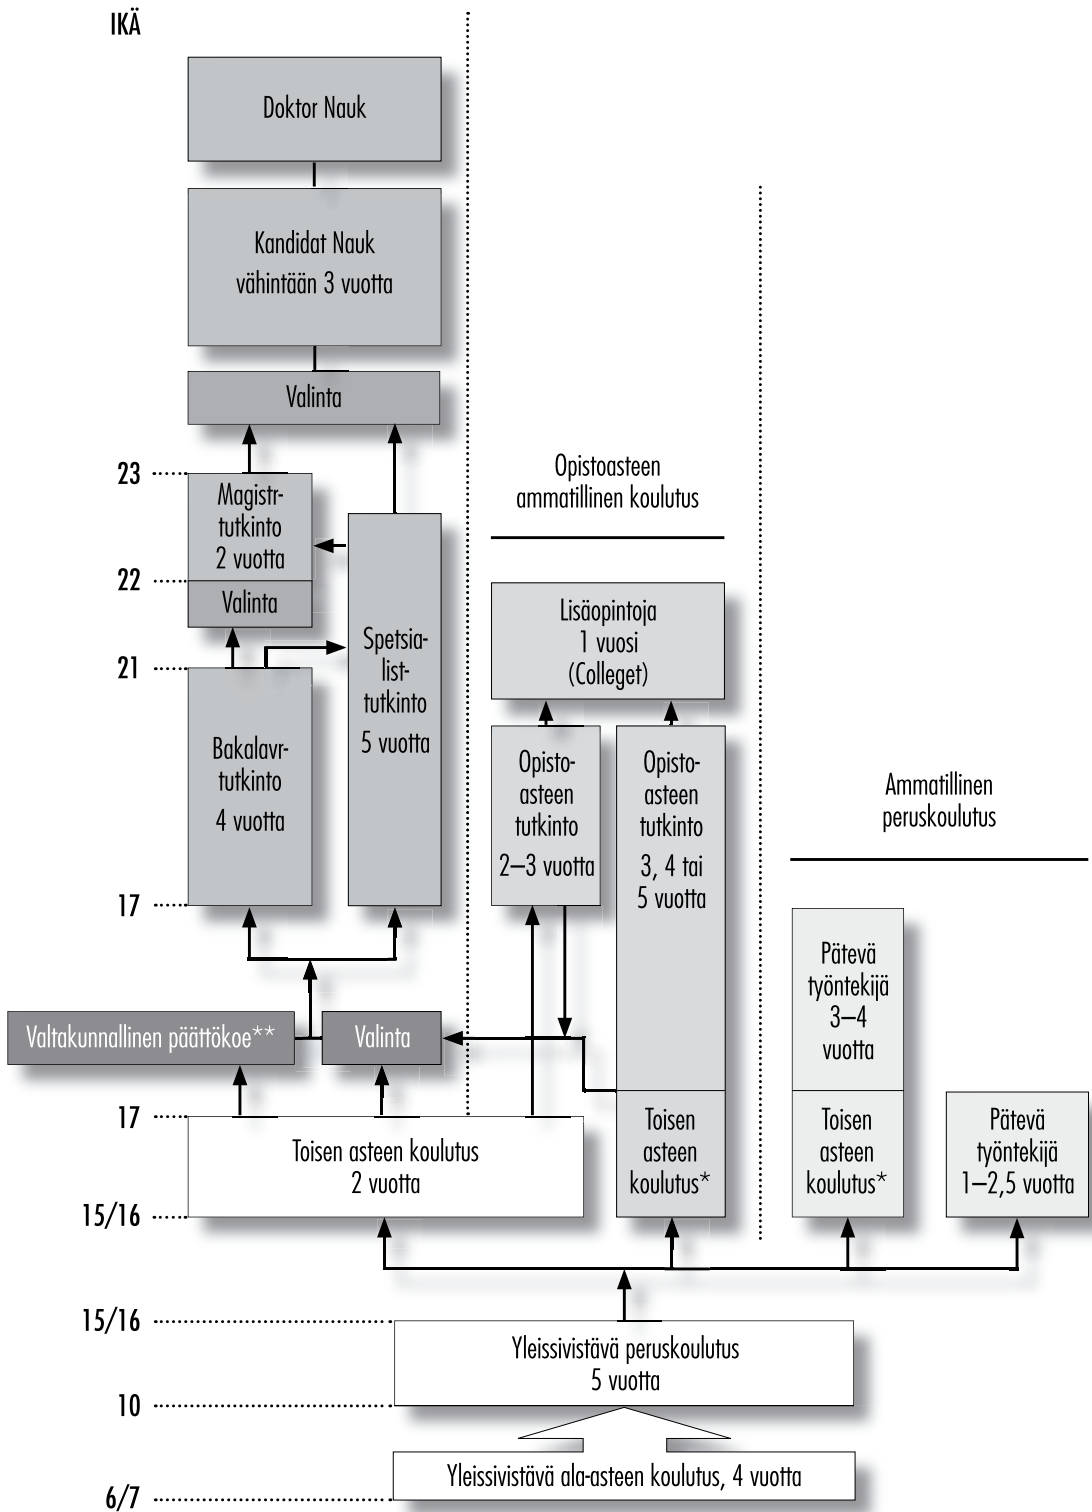 IKÄ
Doktor Nauk
Kandidat Nauk
vähintään 3 vuotta
Valinta
23
Magistr-
tutkinto
2 vuotta
22
Valinta
21
Spetsia-
list-
tutkinto
5 vuotta
Bakalavr-
tutkinto
4 vuotta
17
Valtakunnallinen päättökoe**
Valinta
17
Toisen asteen koulutus
2 vuotta
15/16
Opistoasteen
ammatillinen koulutus
Lisäopintoja
1 vuosi
(Colleget)
Opisto-
asteen
tutkinto
2–3 vuotta
Opisto-
asteen
tutkinto
3, 4 tai
5 vuotta
Toisen
asteen
koulutus*
Ammatillinen
peruskoulutus
Pätevä
työntekijä
3–4
vuotta
Toisen
asteen
koulutus*
Pätevä
työntekijä
1–2,5 vuotta
15/16
Yleissivistävä peruskoulutus
5 vuotta
10
Yleissivistävä ala-asteen koulutus, 4 vuotta
6/7